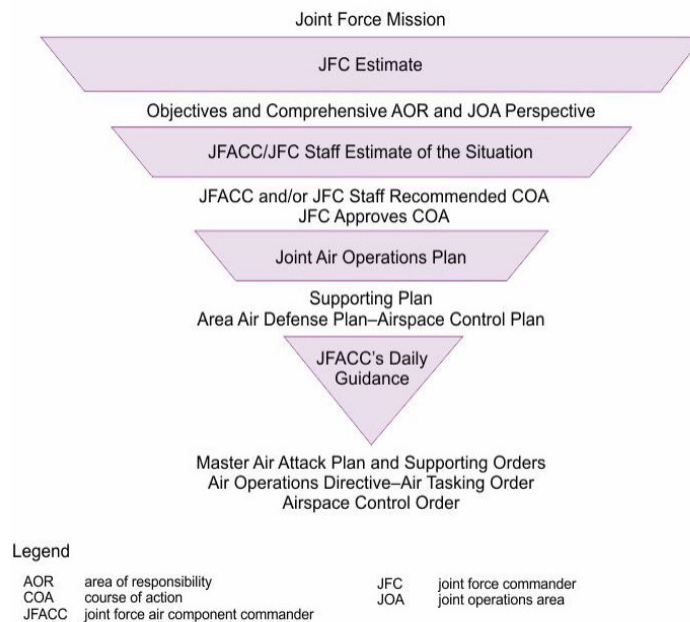 Joint Force Mission
JFC Estimate
Objectives and Comprehensive AOR and JOA Perspective
JFACC/JFC Staff Estimate of the Situation
JFACC and/or JFC Staff Recommended COA
JFC Approves COA
Joint Air Operations Plan
Supporting Plan
Area Air Defense Plan–Airspace Control Plan
JFACC's Daily
Guidance
Master Air Attack Plan and Supporting Orders
Air Operations Directive–Air Tasking Order
Airspace Control Order
Legend
AOR area of responsibility
COA course of action
JFACC joint force air component commander
JFC joint force commander
JOA joint operations area